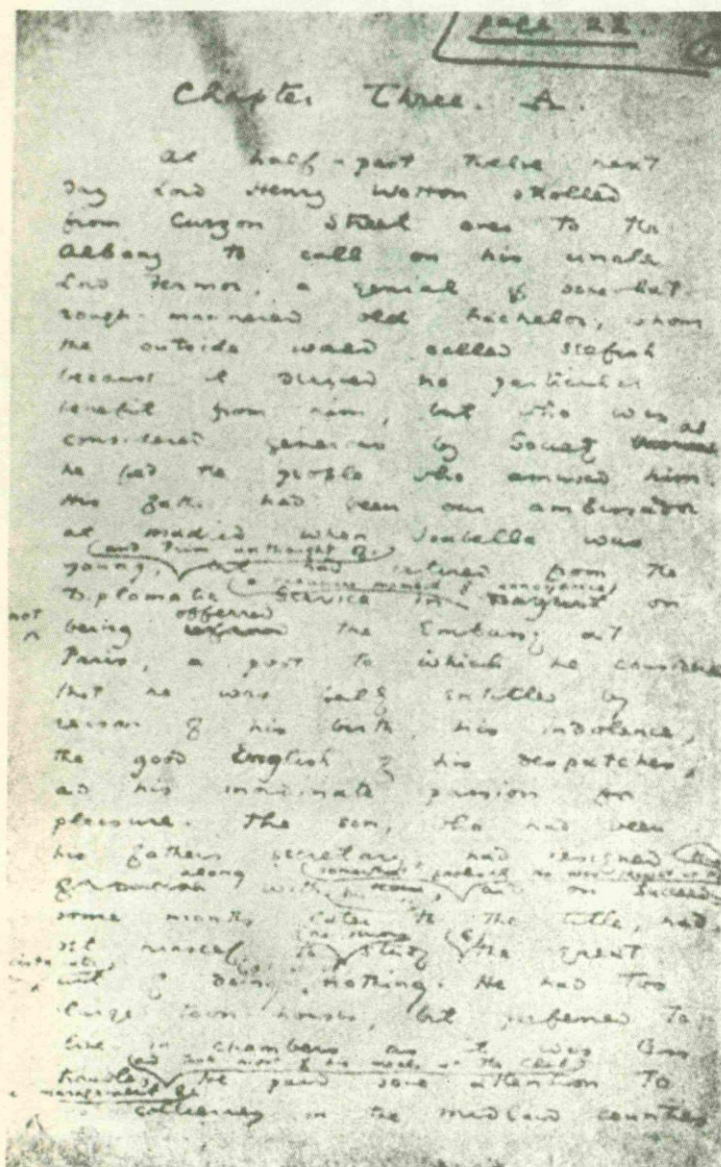 page 22.
Chapter Three. A.
At half-past twelve next
day Lord Henry Wotton strolled
from Curzon Street over to the
Albany to call on his uncle
Lord Fermor, a genial if somewhat
rough-mannered old bachelor, whom
the outside world called selfish
because it derived no particular
benefit from him, but who was
considered generous by Society as
he fed the people who amused him.
His father had been our ambassador
at Madrid when Isabella was
(and Prim unthought of)
young, but had retired from the
(a capricious moment of annoyance)
Diplomatic Service in on
not offered
being the Embassy at
Paris, a post to which he considered
that he was fully entitled by
reason of his birth, his indolence,
the good English of his despatches,
and his inordinate passion for
pleasure. The son, who had been
his father's secretary, had resigned
along
with and on succeeding
some months later to the title, had
set himself to study the great
art of doing nothing. He had two
large town houses, but preferred to
live in chambers as it was less
(and took most of his meals at the Club)
trouble, He paid some attention to
management of
collieries in the midland counties